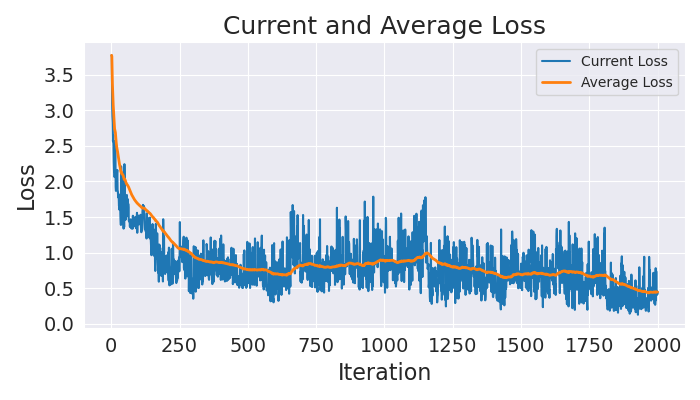 Current and Average Loss
Current Loss
Average Loss
Loss
3.5
3.0
2.5
2.0
1.5
1.0
0.5
0.0
0 250 500 750 1000 1250 1500 1750 2000
Iteration